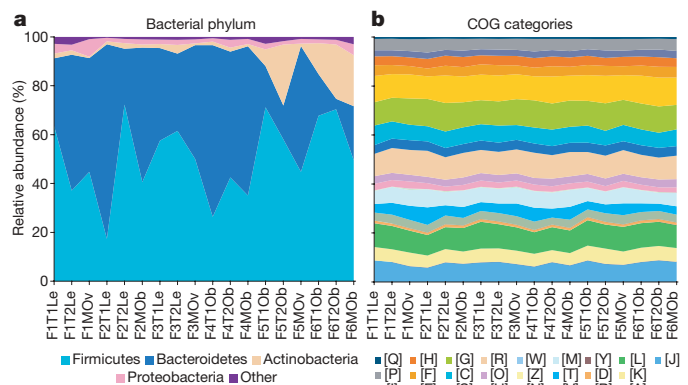 a Bacterial phylum
b COG categories
Relative abundance (%)
100
80
60
40
20
0
F1T1Le F1T2Le F1MOv F2T1Le F2T2Le F2MOb F3T1Le F3T2Le F3MOv F4T1Ob F4T2Ob F4MOb F5T1Ob F5T2Ob F5MOv F6T1Ob F6T2Ob F6MOb
F1T1Le F1T2Le F1MOv F2T1Le F2T2Le F2MOb F3T1Le F3T2Le F3MOv F4T1Ob F4T2Ob F4MOb F5T1Ob F5T2Ob F5MOv F6T1Ob F6T2Ob F6MOb
Firmicutes Bacteroidetes Actinobacteria
Proteobacteria Other
[Q] [H] [G] [R] [W] [M] [Y] [L] [J]
[P] [F] [C] [O] [Z] [T] [D] [K]